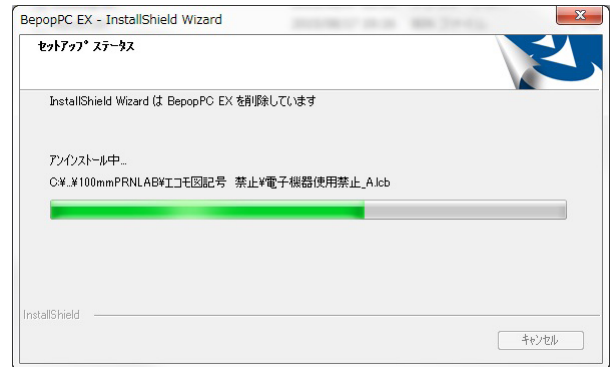 BepopPC EX - InstallShield Wizard
セットアップ ステータス
InstallShield Wizard は BepopPC EX を削除しています
アンインストール中...
C:¥...¥100mmPRNLAB¥エコモ図記号　禁止¥電子機器使用禁止_A.lcb
InstallShield
キャンセル